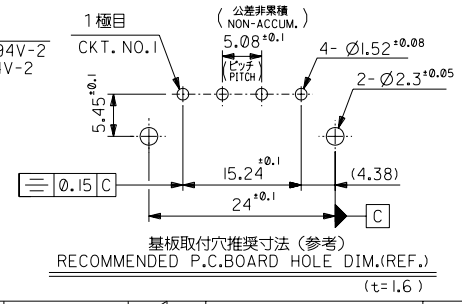 94V-2
V-2
1極目
CKT. NO.1
(公差非累積
NON-ACCUM.)
5.08±0.1
(ピッチ
PITCH)
4- Ø1.52±0.08
2- Ø2.3±0.05
5.45±0.1
15.24±0.1
(4.38)
0.15 C
24±0.1
C
基板取付穴推奨寸法（参考）
RECOMMENDED P.C.BOARD HOLE DIM.(REF.)
(t=1.6)